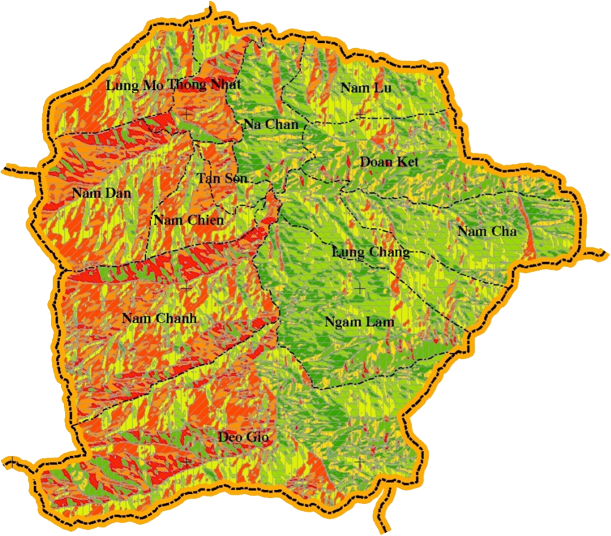 Lung Mo
Thong Nhat
Nam Lu
Na Chan
Doan Ket
Tan Son
Nam Dan
Nam Chien
Nam Cha
Lung Chang
Nam Chanh
Ngam Lam
Deo Gio